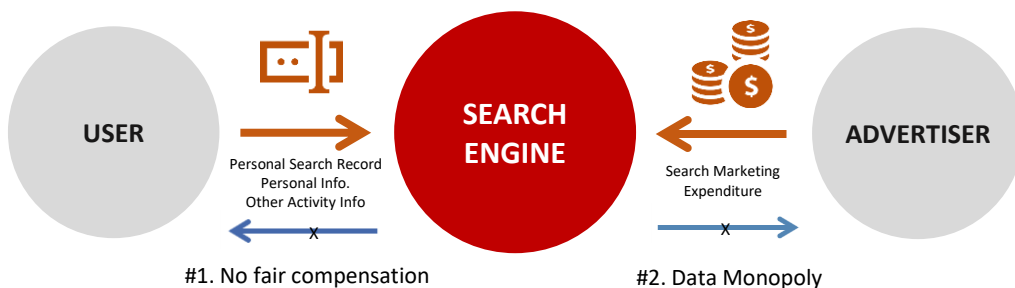 USER
Personal Search Record
Personal Info.
Other Activity Info
X
#1. No fair compensation
SEARCH
ENGINE
$
$
$
Search Marketing
Expenditure
X
#2. Data Monopoly
ADVERTISER